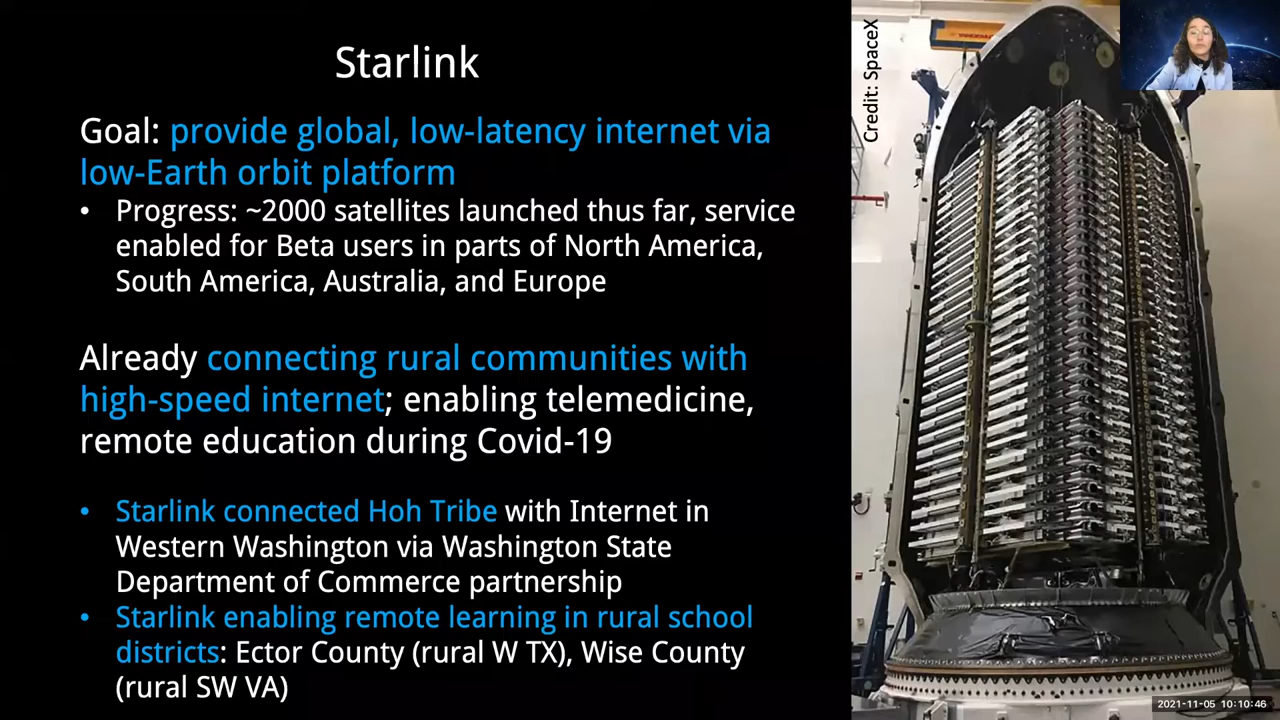 Starlink
Goal: provide global, low-latency internet via
low-Earth orbit platform
• Progress: ~2000 satellites launched thus far, service
enabled for Beta users in parts of North America,
South America, Australia, and Europe
Already connecting rural communities with
high-speed internet; enabling telemedicine,
remote education during Covid-19
• Starlink connected Hoh Tribe with Internet in
Western Washington via Washington State
Department of Commerce partnership
• Starlink enabling remote learning in rural school
districts: Ector County (rural W TX), Wise County
(rural SW VA)
Credit: SpaceX
2021-11-05 10:10:46